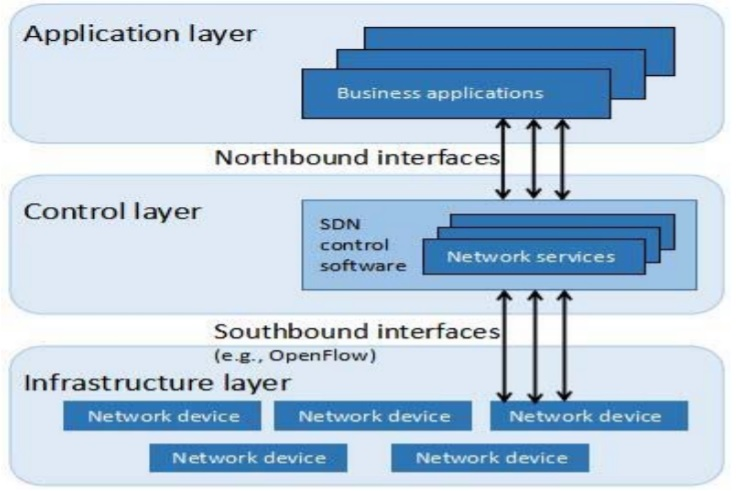 Application layer
Business applications
Northbound interfaces
Control layer
SDN
control
software
Network services
Southbound interfaces
(e.g., OpenFlow)
Infrastructure layer
Network device
Network device
Network device
Network device
Network device